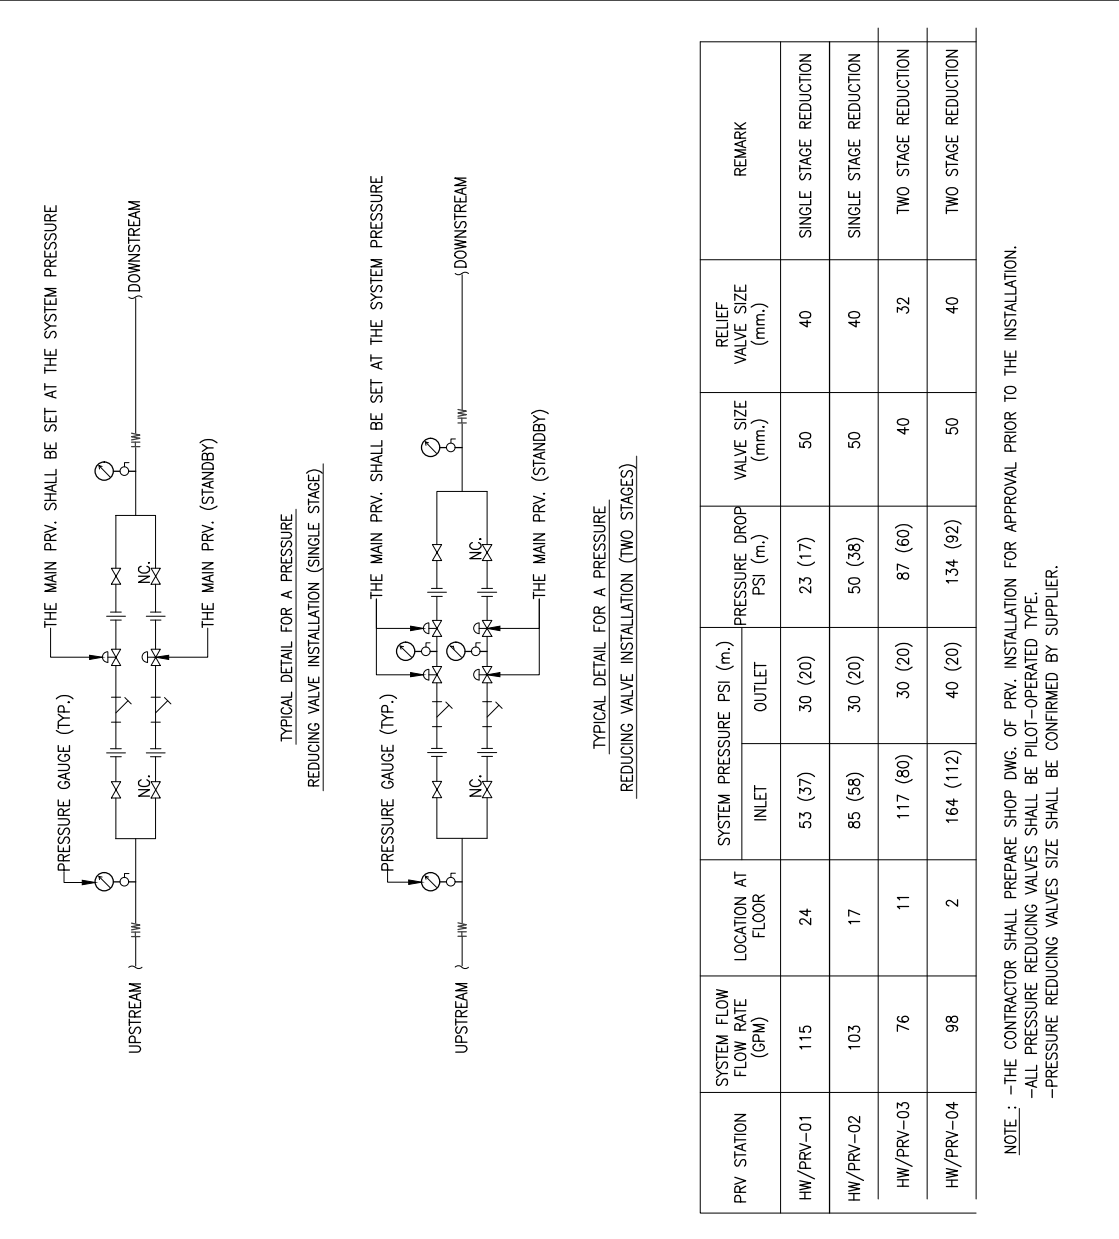 THE MAIN PRV. SHALL BE SET AT THE SYSTEM PRESSURE
PRESSURE GAUGE (TYP.)
NC.
NC.
UPSTREAM
HW
HW
DOWNSTREAM
THE MAIN PRV. (STANDBY)
TYPICAL DETAIL FOR A PRESSURE
REDUCING VALVE INSTALLATION (SINGLE STAGE)
THE MAIN PRV. SHALL BE SET AT THE SYSTEM PRESSURE
PRESSURE GAUGE (TYP.)
NC.
NC.
UPSTREAM
HW
HW
DOWNSTREAM
THE MAIN PRV. (STANDBY)
TYPICAL DETAIL FOR A PRESSURE
REDUCING VALVE INSTALLATION (TWO STAGES)
PRV STATION
SYSTEM FLOW
FLOW RATE
(GPM)
LOCATION AT
FLOOR
SYSTEM PRESSURE PSI (m.)
INLET
OUTLET
PRESSURE DROP
PSI (m.)
VALVE SIZE
(mm.)
RELIEF
VALVE SIZE
(mm.)
REMARK
HW/PRV-01 115 24 53 (37) 30 (20) 23 (17) 50 40 SINGLE STAGE REDUCTION
HW/PRV-02 103 17 85 (58) 30 (20) 50 (38) 50 40 SINGLE STAGE REDUCTION
HW/PRV-03 76 11 117 (80) 30 (20) 87 (60) 40 32 TWO STAGE REDUCTION
HW/PRV-04 98 2 164 (112) 40 (20) 134 (92) 50 40 TWO STAGE REDUCTION
NOTE : -THE CONTRACTOR SHALL PREPARE SHOP DWG. OF PRV. INSTALLATION FOR APPROVAL PRIOR TO THE INSTALLATION.
-ALL PRESSURE REDUCING VALVES SHALL BE PILOT-OPERATED TYPE.
-PRESSURE REDUCING VALVES SIZE SHALL BE CONFIRMED BY SUPPLIER.